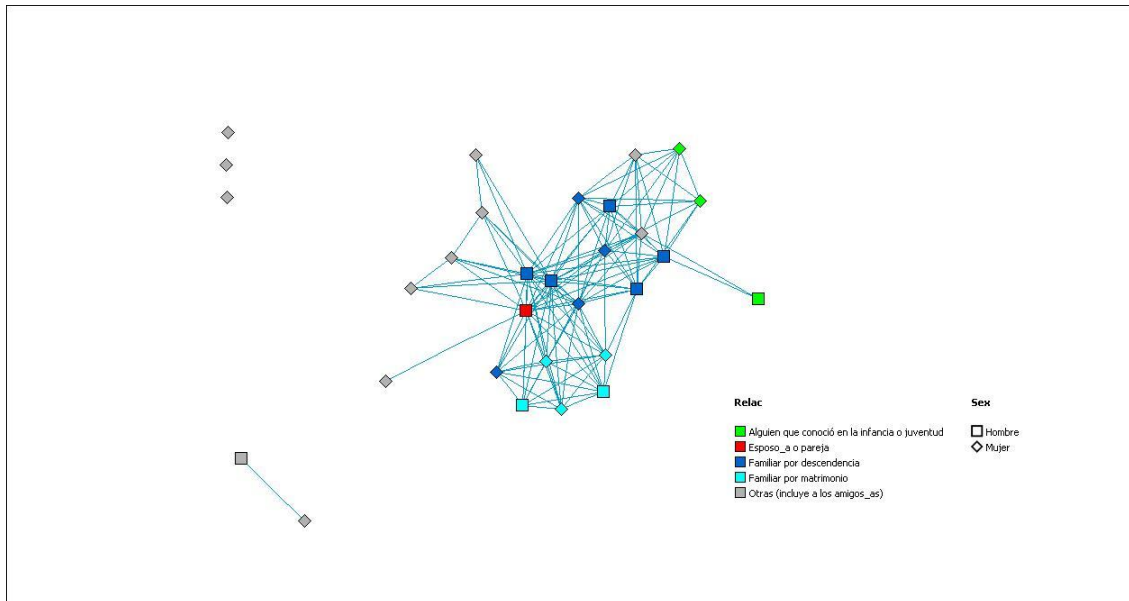 Relac
Alguien que conoció en la infancia o juventud
Esposo_a o pareja
Familiar por descendencia
Familiar por matrimonio
Otras (incluye a los amigos_as)
Sex
Hombre
Mujer